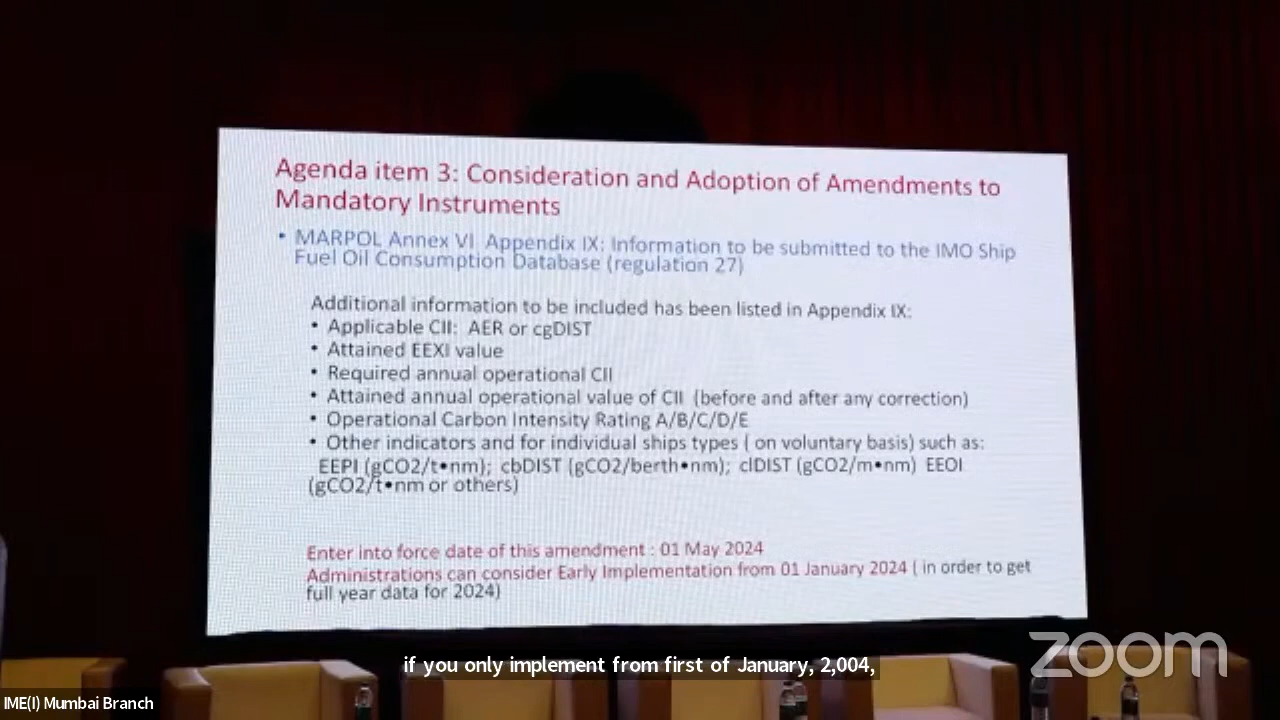 Agenda item 3: Consideration and Adoption of Amendments to
Mandatory Instruments
• MARPOL Annex VI Appendix IX: Information to be submitted to the IMO Ship
Fuel Oil Consumption Database (regulation 27)
Additional information to be included has been listed in Appendix IX:
• Applicable CII: AER or cgDIST
• Attained EEXI value
• Required annual operational CII
• Attained annual operational value of CII (before and after any correction)
• Operational Carbon Intensity Rating A/B/C/D/E
• Other indicators and for individual ships types ( on voluntary basis) such as:
EEPI (gCO2/t•nm); cbDIST (gCO2/berth•nm); clDIST (gCO2/m•nm) EEOI
(gCO2/t•nm or others)
Enter into force date of this amendment : 01 May 2024
Administrations can consider Early Implementation from 01 January 2024 ( in order to get
full year data for 2024)
zoom
if you only implement from first of January, 2,004,
IME(I) Mumbai Branch